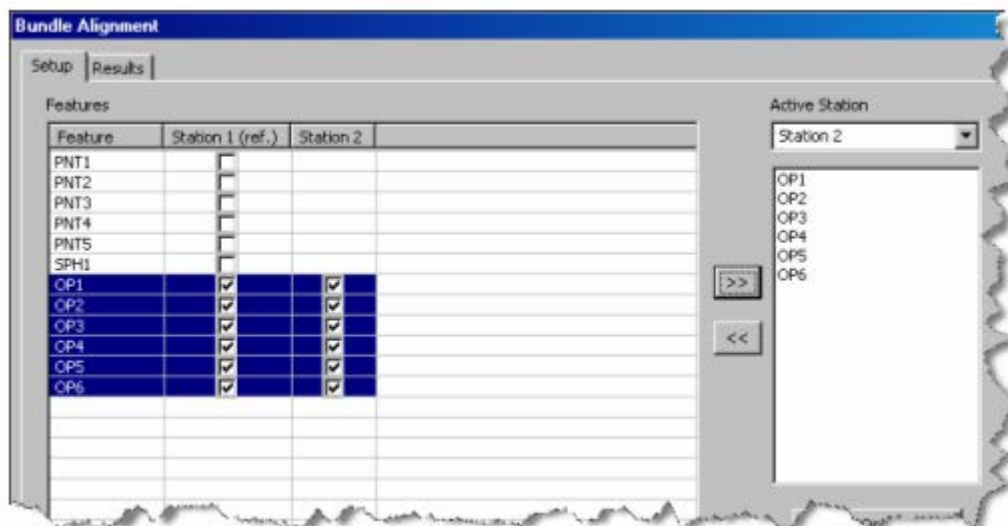 Bundle Alignment
Setup Results
Features
Feature Station 1 (ref.) Station 2
PNT1
PNT2
PNT3
PNT4
PNT5
SPH1
OP1
OP2
OP3
OP4
OP5
OP6
>>
<<
Active Station
Station 2
OP1
OP2
OP3
OP4
OP5
OP6